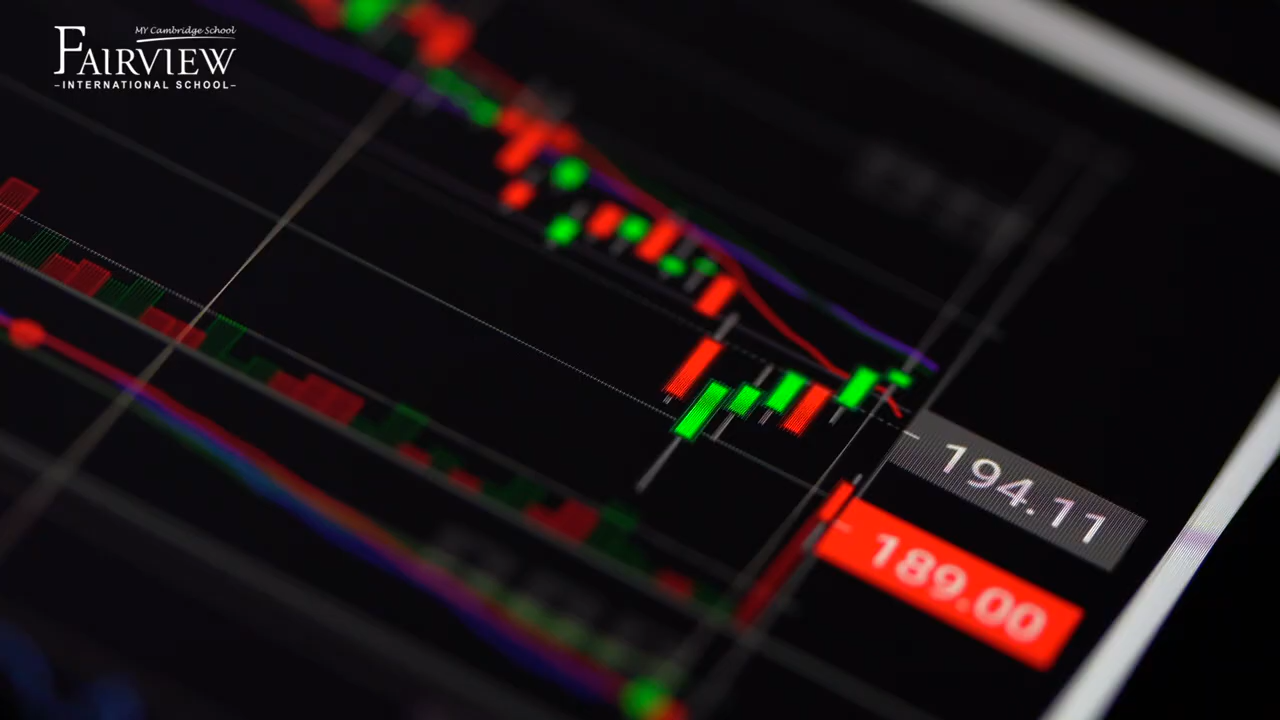 MY Cambridge School
FAIRVIEW
-INTERNATIONAL SCHOOL-
194.11
189.00